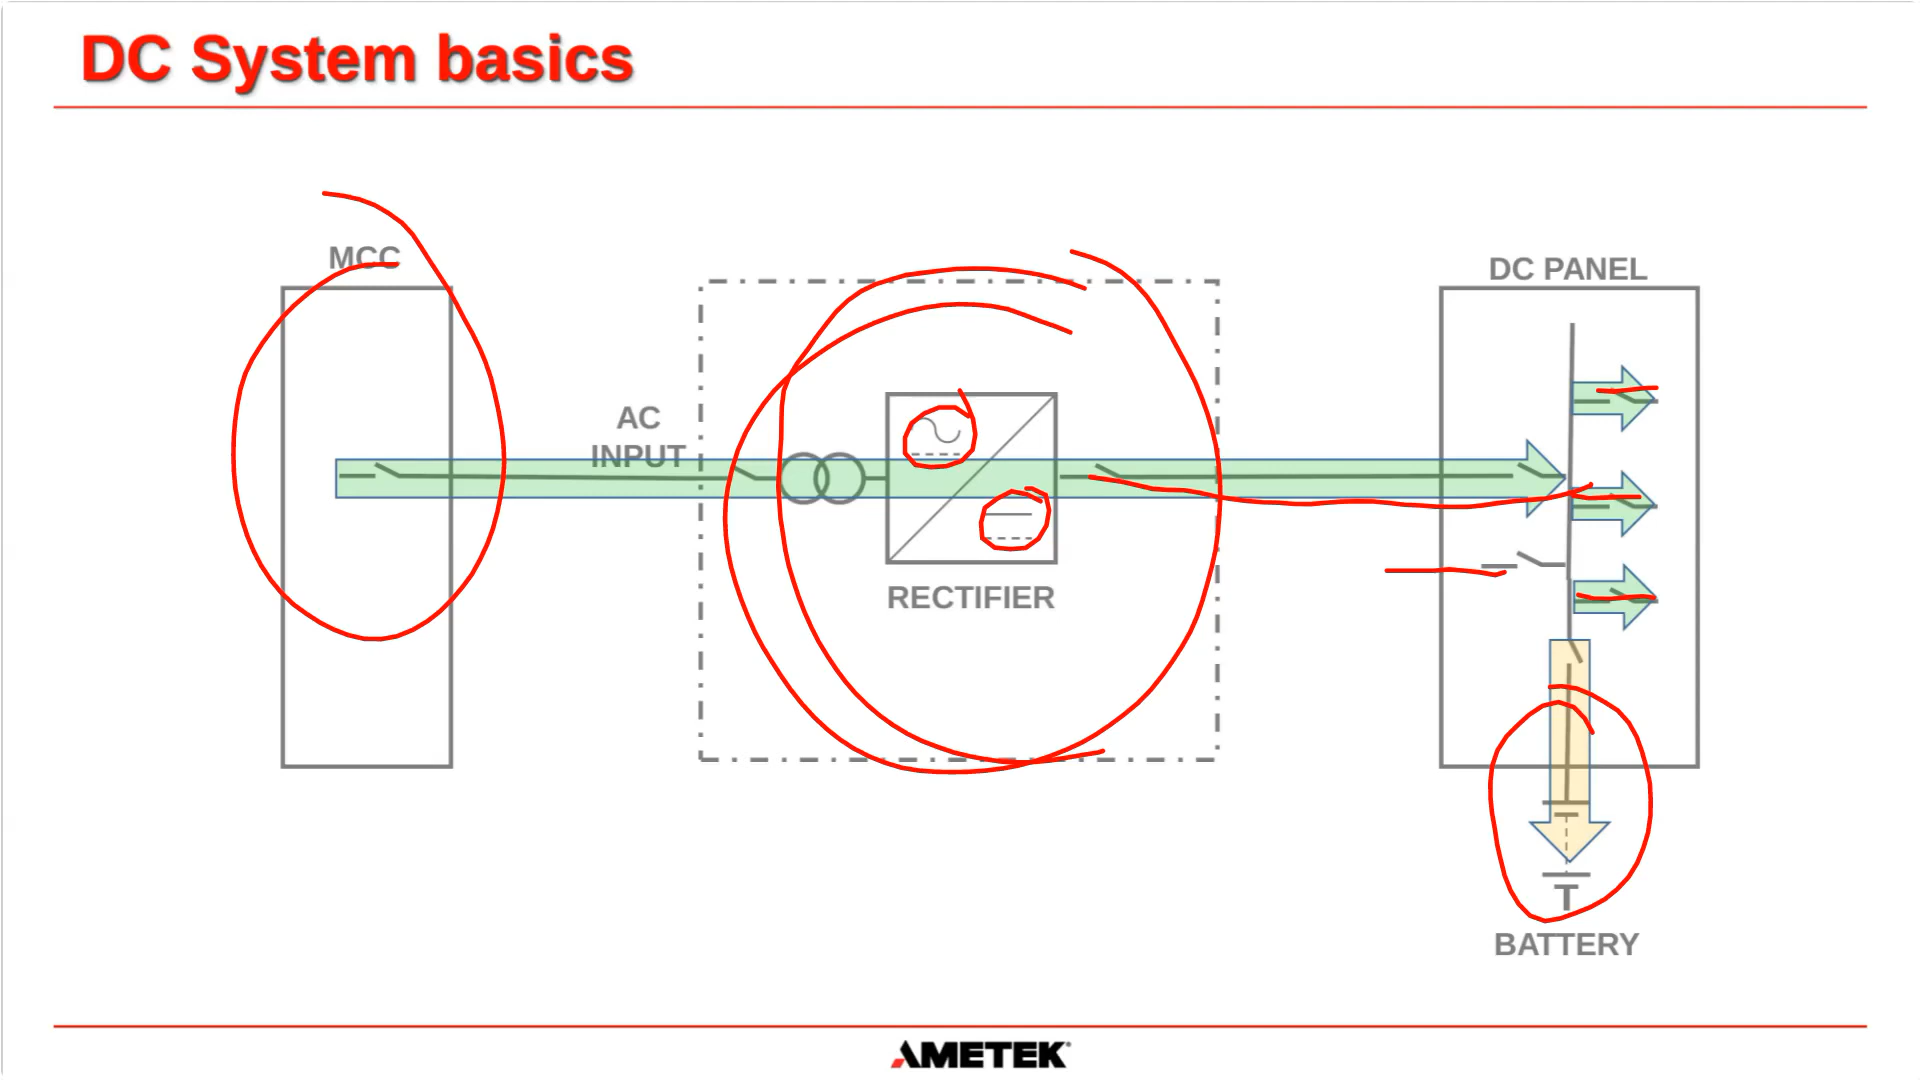 DC System basics
MCC
DC PANEL
AC
INPUT
RECTIFIER
BATTERY
AMETEK®